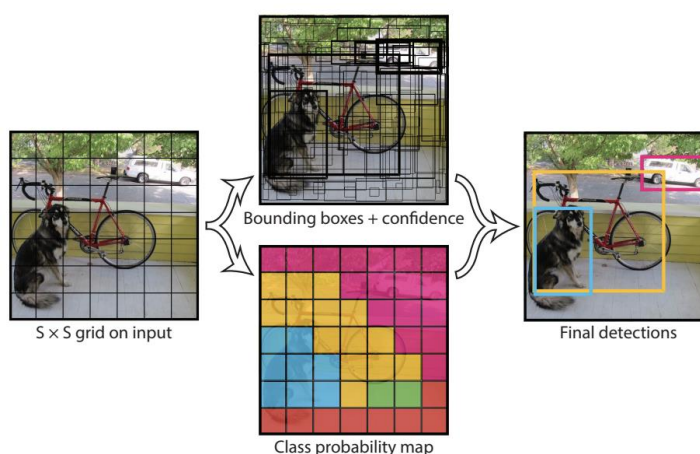 Bounding boxes + confidence
S × S grid on input
Final detections
Class probability map